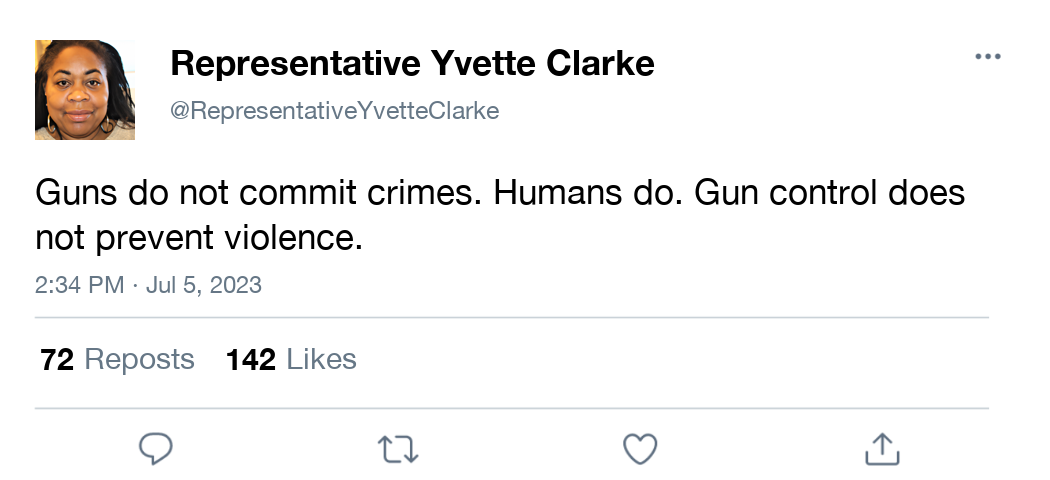 Representative Yvette Clarke
@RepresentativeYvetteClarke
Guns do not commit crimes. Humans do. Gun control does
not prevent violence.
2:34 PM · Jul 5, 2023
72 Reposts 142 Likes